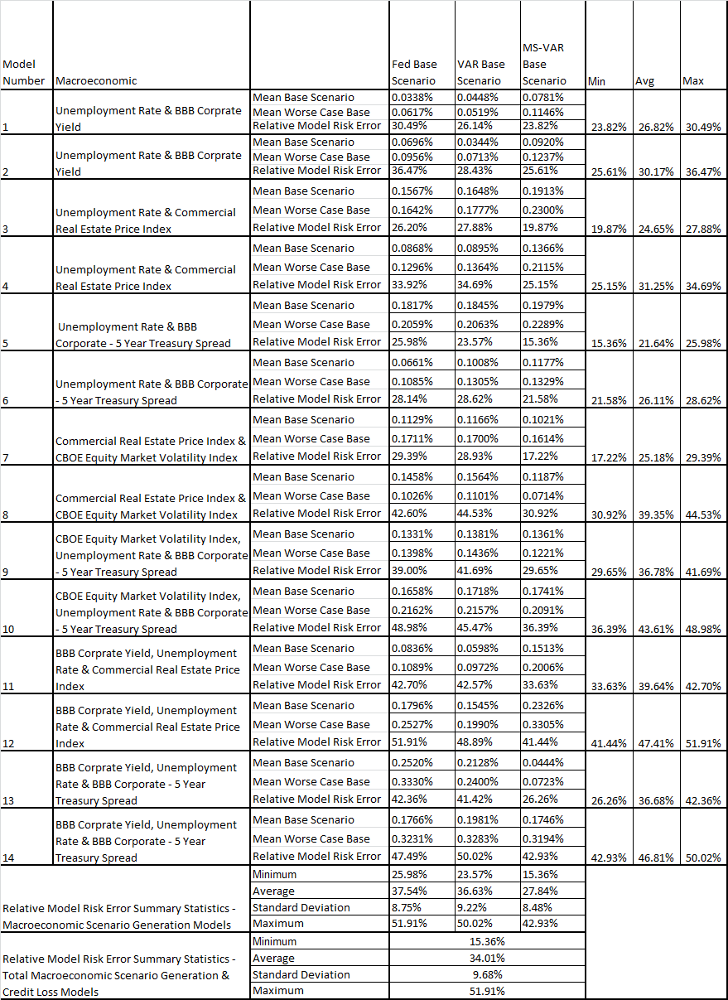 Model Number Macroeconomic Fed Base Scenario VAR Base Scenario MS-VAR Base Scenario Min Avg Max
1 Unemployment Rate & BBB Corprate Yield
Mean Base Scenario 0.0338% 0.0448% 0.0781%
Mean Worse Case Base 0.0617% 0.0519% 0.1146%
Relative Model Risk Error 30.49% 26.14% 23.82% 23.82% 26.82% 30.49%
2 Unemployment Rate & BBB Corprate Yield
Mean Base Scenario 0.0696% 0.0344% 0.0920%
Mean Worse Case Base 0.0956% 0.0713% 0.1237%
Relative Model Risk Error 36.47% 28.43% 25.61% 25.61% 30.17% 36.47%
3 Unemployment Rate & Commercial Real Estate Price Index
Mean Base Scenario 0.1567% 0.1648% 0.1913%
Mean Worse Case Base 0.1642% 0.1777% 0.2300%
Relative Model Risk Error 26.20% 27.88% 19.87% 19.87% 24.65% 27.88%
4 Unemployment Rate & Commercial Real Estate Price Index
Mean Base Scenario 0.0868% 0.0895% 0.1366%
Mean Worse Case Base 0.1296% 0.1364% 0.2115%
Relative Model Risk Error 33.92% 34.69% 25.15% 25.15% 31.25% 34.69%
5 Unemployment Rate & BBB Corporate - 5 Year Treasury Spread
Mean Base Scenario 0.1817% 0.1845% 0.1979%
Mean Worse Case Base 0.2059% 0.2063% 0.2289%
Relative Model Risk Error 25.98% 23.57% 15.36% 15.36% 21.64% 25.98%
6 Unemployment Rate & BBB Corporate - 5 Year Treasury Spread
Mean Base Scenario 0.0661% 0.1008% 0.1177%
Mean Worse Case Base 0.1085% 0.1305% 0.1329%
Relative Model Risk Error 28.14% 28.62% 21.58% 21.58% 26.11% 28.62%
7 Commercial Real Estate Price Index & CBOE Equity Market Volatility Index
Mean Base Scenario 0.1129% 0.1166% 0.1021%
Mean Worse Case Base 0.1711% 0.1700% 0.1614%
Relative Model Risk Error 29.39% 28.93% 17.22% 17.22% 25.18% 29.39%
8 Commercial Real Estate Price Index & CBOE Equity Market Volatility Index
Mean Base Scenario 0.1458% 0.1564% 0.1187%
Mean Worse Case Base 0.1026% 0.1101% 0.0714%
Relative Model Risk Error 42.60% 44.53% 30.92% 30.92% 39.35% 44.53%
9 CBOE Equity Market Volatility Index, Unemployment Rate & BBB Corporate - 5 Year Treasury Spread
Mean Base Scenario 0.1331% 0.1381% 0.1361%
Mean Worse Case Base 0.1398% 0.1436% 0.1221%
Relative Model Risk Error 39.00% 41.69% 29.65% 29.65% 36.78% 41.69%
10 CBOE Equity Market Volatility Index, Unemployment Rate & BBB Corporate - 5 Year Treasury Spread
Mean Base Scenario 0.1658% 0.1718% 0.1741%
Mean Worse Case Base 0.2162% 0.2157% 0.2091%
Relative Model Risk Error 48.98% 45.47% 36.39% 36.39% 43.61% 48.98%
11 BBB Corprate Yield, Unemployment Rate & Commercial Real Estate Price Index
Mean Base Scenario 0.0836% 0.0598% 0.1513%
Mean Worse Case Base 0.1089% 0.0972% 0.2006%
Relative Model Risk Error 42.70% 42.57% 33.63% 33.63% 39.64% 42.70%
12 BBB Corprate Yield, Unemployment Rate & Commercial Real Estate Price Index
Mean Base Scenario 0.1796% 0.1545% 0.2326%
Mean Worse Case Base 0.2527% 0.1990% 0.3305%
Relative Model Risk Error 51.91% 48.89% 41.44% 41.44% 47.41% 51.91%
13 BBB Corprate Yield, Unemployment Rate & BBB Corporate - 5 Year Treasury Spread
Mean Base Scenario 0.2520% 0.2128% 0.0444%
Mean Worse Case Base 0.3330% 0.2400% 0.0723%
Relative Model Risk Error 42.36% 41.42% 26.26% 26.26% 36.68% 42.36%
14 BBB Corprate Yield, Unemployment Rate & BBB Corporate - 5 Year Treasury Spread
Mean Base Scenario 0.1766% 0.1981% 0.1746%
Mean Worse Case Base 0.3231% 0.3283% 0.3194%
Relative Model Risk Error 47.49% 50.02% 42.93% 42.93% 46.81% 50.02%
Relative Model Risk Error Summary Statistics - Macroeconomic Scenario Generation Models
Minimum 25.98% 23.57% 15.36%
Average 37.54% 36.63% 27.84%
Standard Deviation 8.75% 9.22% 8.48%
Maximum 51.91% 50.02% 42.93%
Relative Model Risk Error Summary Statistics - Total Macroeconomic Scenario Generation & Credit Loss Models
Minimum 15.36%
Average 34.01%
Standard Deviation 9.68%
Maximum 51.91%